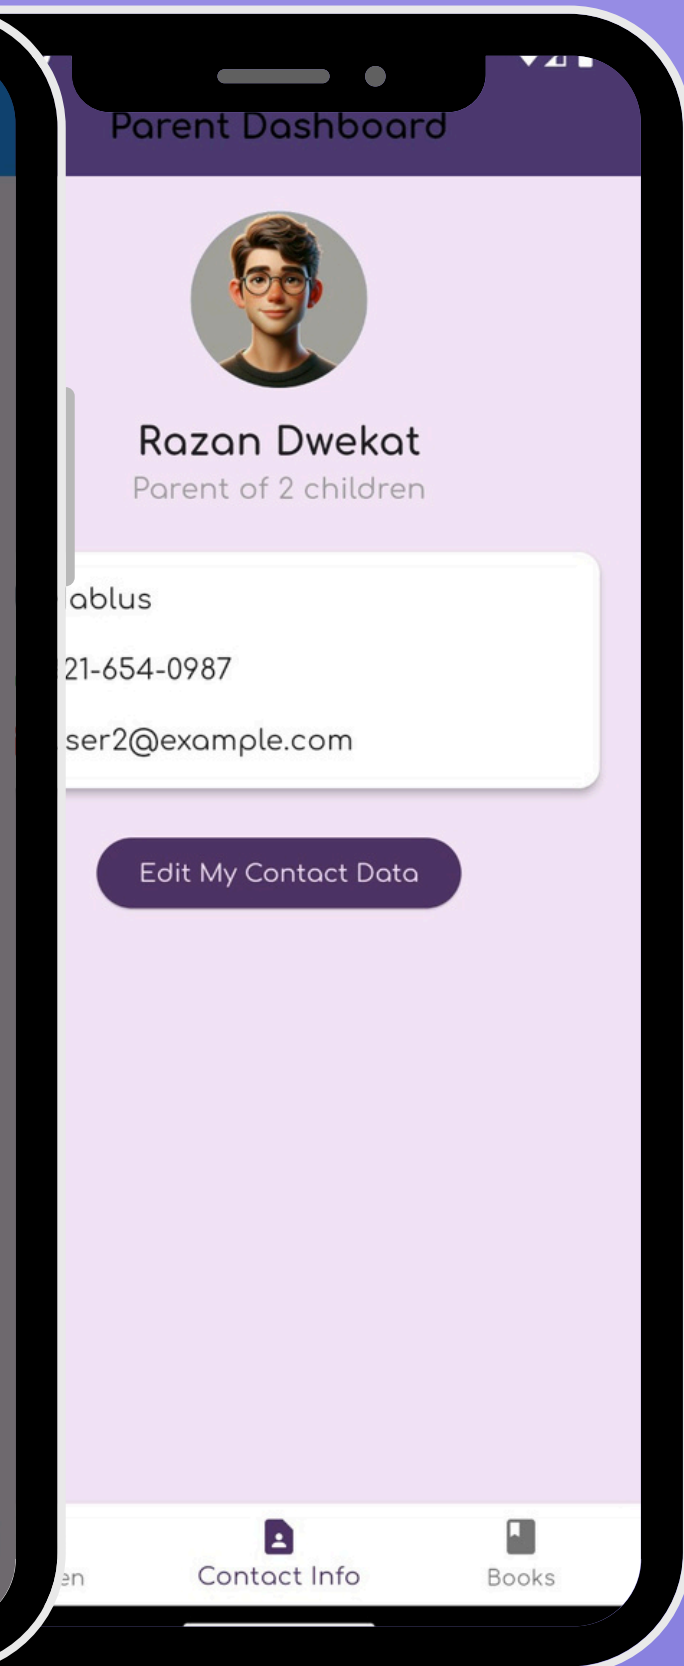 Parent Dashboard
Razan Dwekat
Parent of 2 children
ablus
21-654-0987
ser2@example.com
Edit My Contact Data
en
Contact Info
Books